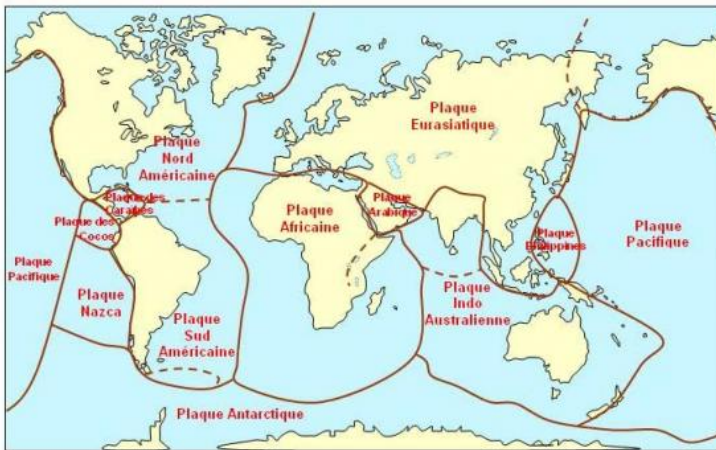 Plaque
Eurasiatique
Plaque
Nord
Américaine
Plaque des
Caraïbes
Plaque
Arabique
Plaque
Africaine
Plaque des
Cocos
Plaque
Philippines
Plaque
Pacifique
Plaque
Pacifique
Plaque
Nazca
Plaque
Indo
Australienne
Plaque
Sud
Américaine
Plaque Antarctique